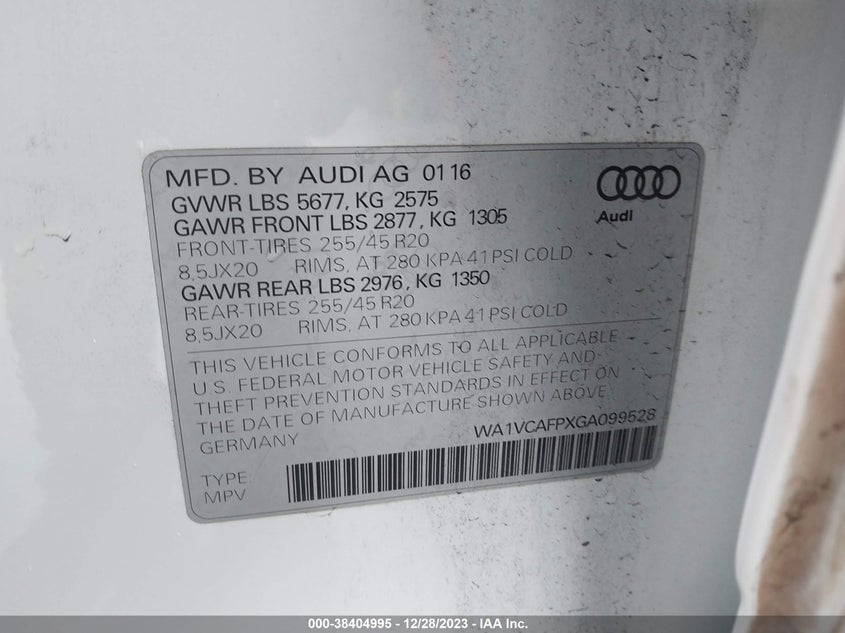 MFD. BY AUDI AG 01 16
GVWR LBS 5677, KG 2575
GAWR FRONT LBS 2877, KG 1305
FRONT-TIRES 255/45 R20
8,5JX20 RIMS, AT 280 KPA 41 PSI COLD
GAWR REAR LBS 2976, KG 1350
REAR-TIRES 255/45 R20
8,5JX20 RIMS, AT 280 KPA 41 PSI COLD
Audi
THIS VEHICLE CONFORMS TO ALL APPLICABLE
U.S. FEDERAL MOTOR VEHICLE SAFETY AND
THEFT PREVENTION STANDARDS IN EFFECT ON
THE DATE OF MANUFACTURE SHOWN ABOVE
GERMANY
WA1VCAFPXGA099528
TYPE:
MPV
000-38404995 - 12/28/2023 - IAA Inc.